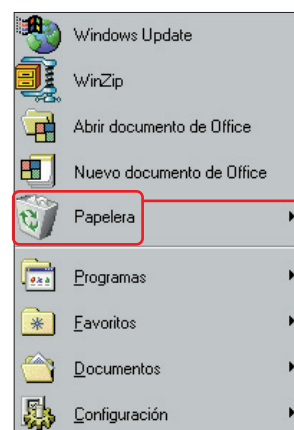 Windows Update
WinZip
Abrir documento de Office
Nuevo documento de Office
Papelera
Programas
Favoritos
Documentos
Configuración